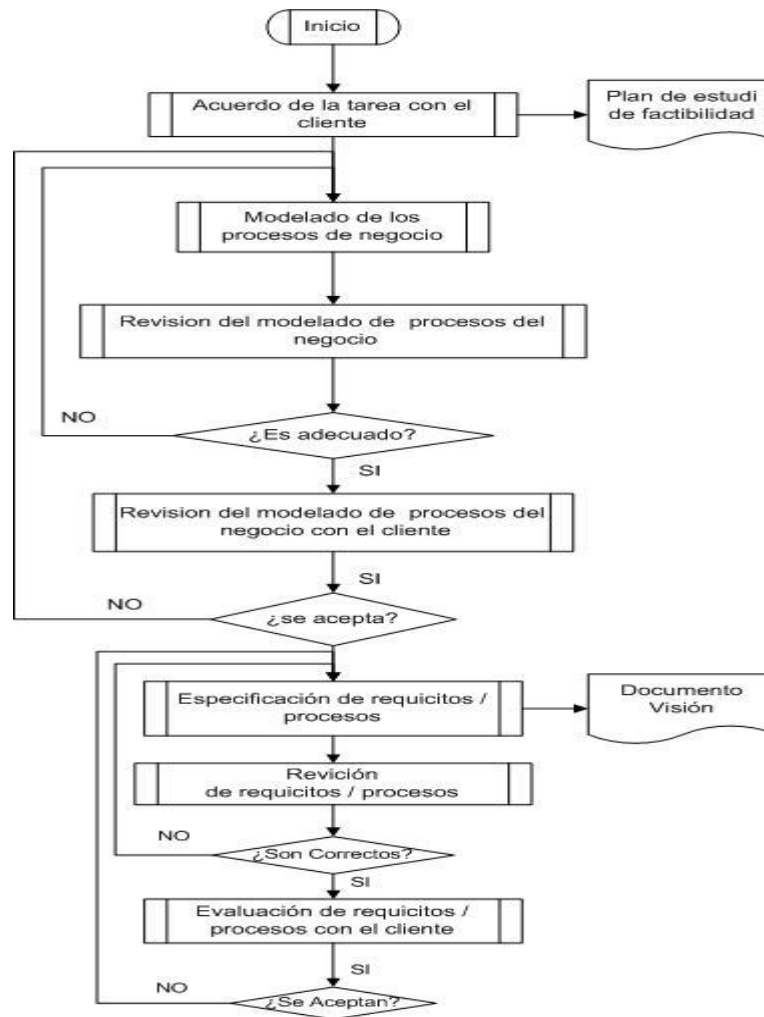 Inicio
Acuerdo de la tarea con el
cliente
Plan de estudi
de factibilidad
Modelado de los
procesos de negocio
Revision del modelado de procesos del
negocio
NO
¿Es adecuado?
SI
Revision del modelado de procesos del
negocio con el cliente
SI
NO
¿se acepta?
Especificación de requicitos /
procesos
Documento
Visión
Revición
de requicitos / procesos
NO
¿Son Correctos?
SI
Evaluación de requicitos /
procesos con el cliente
SI
NO
¿Se Aceptan?